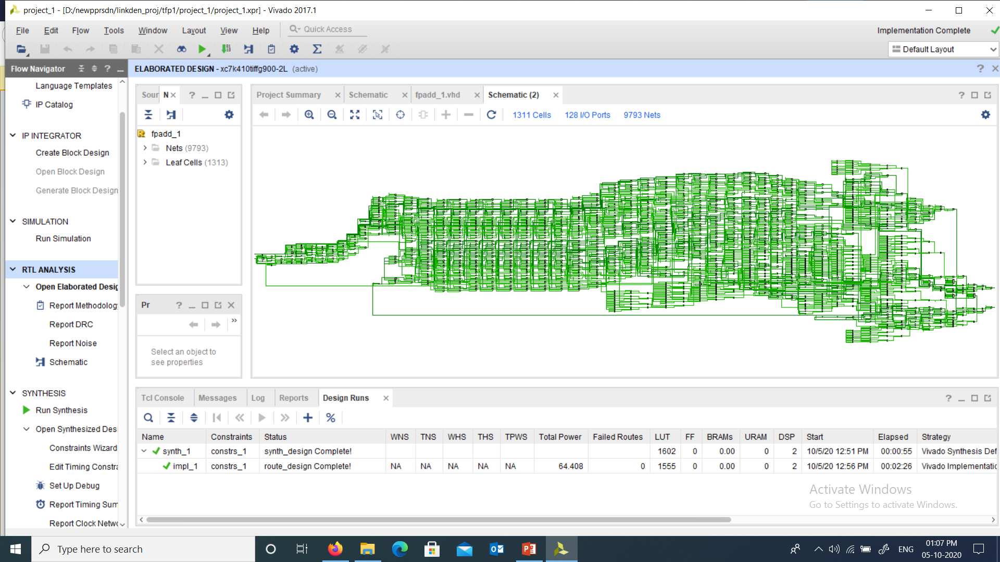 project_1 - [D:/newpprsdn/linkden_proj/tfp1/project_1/project_1.xpr] - Vivado 2017.1
File Edit Flow Tools Window Layout View Help Quick Access Implementation Complete
Default Layout
Flow Navigator ELABORATED DESIGN - xc7k410tiffg900-2L (active)
Language Templates
IP Catalog
IP INTEGRATOR
Create Block Design
Open Block Design
Generate Block Design
SIMULATION
Run Simulation
RTL ANALYSIS
Open Elaborated Desig
Report Methodolog
Report DRC
Report Noise
Schematic
SYNTHESIS
Run Synthesis
Open Synthesized Desi
Constraints Wizard
Edit Timing Constra
Set Up Debug
Report Timing Sum
Report Clock Netw
Sour N
fpadd_1
Nets (9793)
Leaf Cells (1313)
Pr
Select an object to
see properties
Project Summary Schematic fpadd_1.vhd Schematic (2)
1311 Cells 128 I/O Ports 9793 Nets
Tcl Console Messages Log Reports Design Runs
Name Constraints Status WNS TNS WHS THS TPWS Total Power Failed Routes LUT FF BRAMs URAM DSP Start Elapsed Strategy
synth_1 constrs_1 synth_design Complete! 1602 0 0.00 0 2 10/5/20 12:51 PM 00:00:55 Vivado Synthesis Def
impl_1 constrs_1 route_design Complete! NA NA NA NA NA 64.408 0 1555 0 0.00 0 2 10/5/20 12:56 PM 00:02:26 Vivado Implementatic
Activate Windows
Go to Settings to activate Windows.
Type here to search
ENG
01:07 PM
05-10-2020